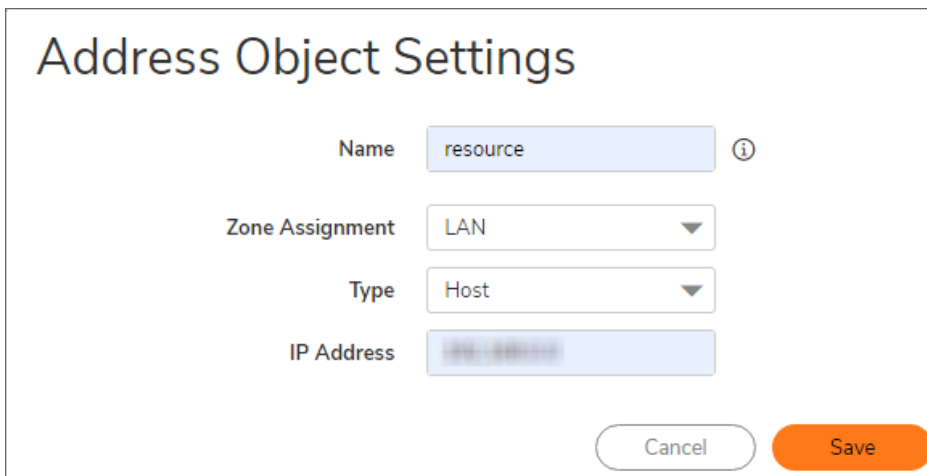 Address Object Settings
Name resource
Zone Assignment LAN
Type Host
IP Address
Cancel Save